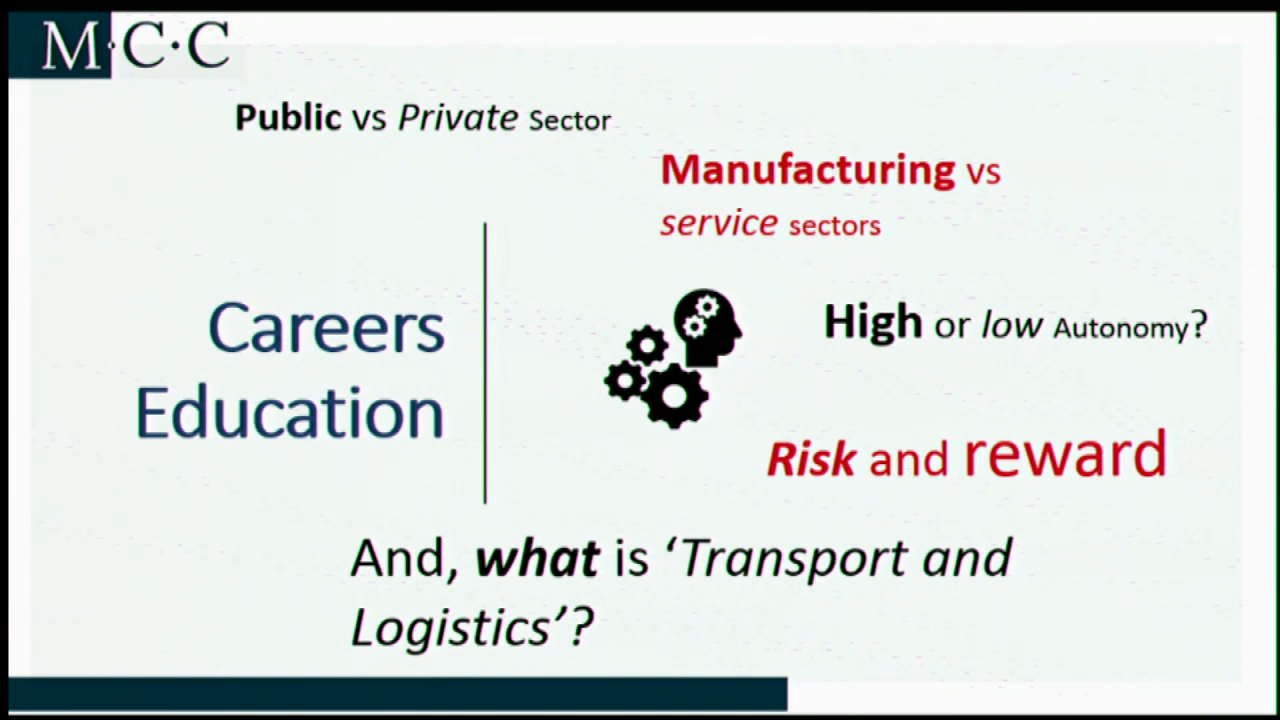 M·C·C
Public vs Private Sector
Manufacturing vs
service sectors
Careers
Education
High or low Autonomy?
Risk and reward
And, what is ‘Transport and
Logistics’?